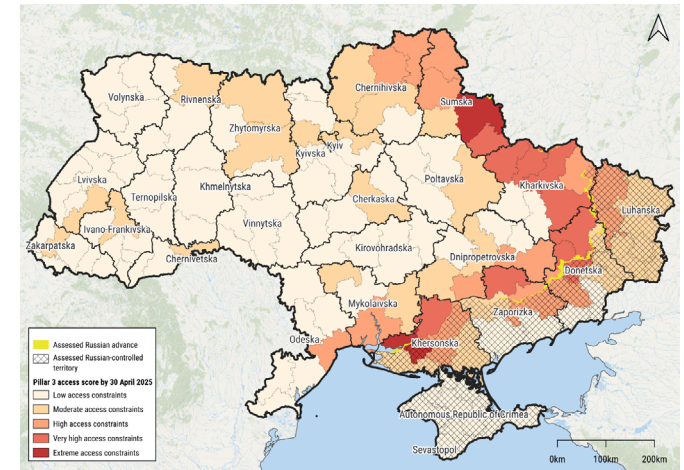 Volynska
Rivnenska
Zhytomyrska
Chernihivska
Sumska
Kyiv
Kyivska
Lvivska
Ternopilska
Khmelnytska
Cherkaska
Poltavska
Kharkivska
Luhanska
Ivano-Frankivska
Vinnytska
Zakarpatska
Chernivetska
Kirovohradska
Dnipropetrovska
Donetska
Mykolaivska
Zaporizka
Odeska
Khersonska
Autonomous Republic of Crimea
Sevastopol
Assessed Russian advance
Assessed Russian-controlled
territory
Pillar 3 access score by 30 April 2025
Low access constraints
Moderate access constraints
High access constraints
Very high access constraints
Extreme access constraints
0km 100km 200km